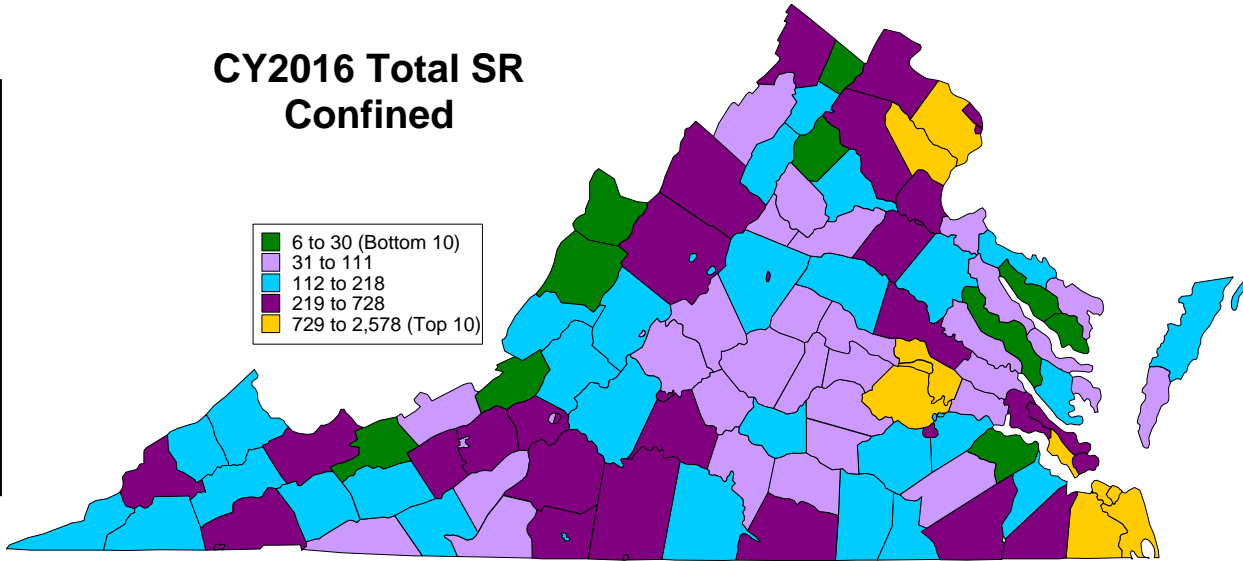 CY2016 Total SR
Confined
6 to 30 (Bottom 10)
31 to 111
112 to 218
219 to 728
729 to 2,578 (Top 10)